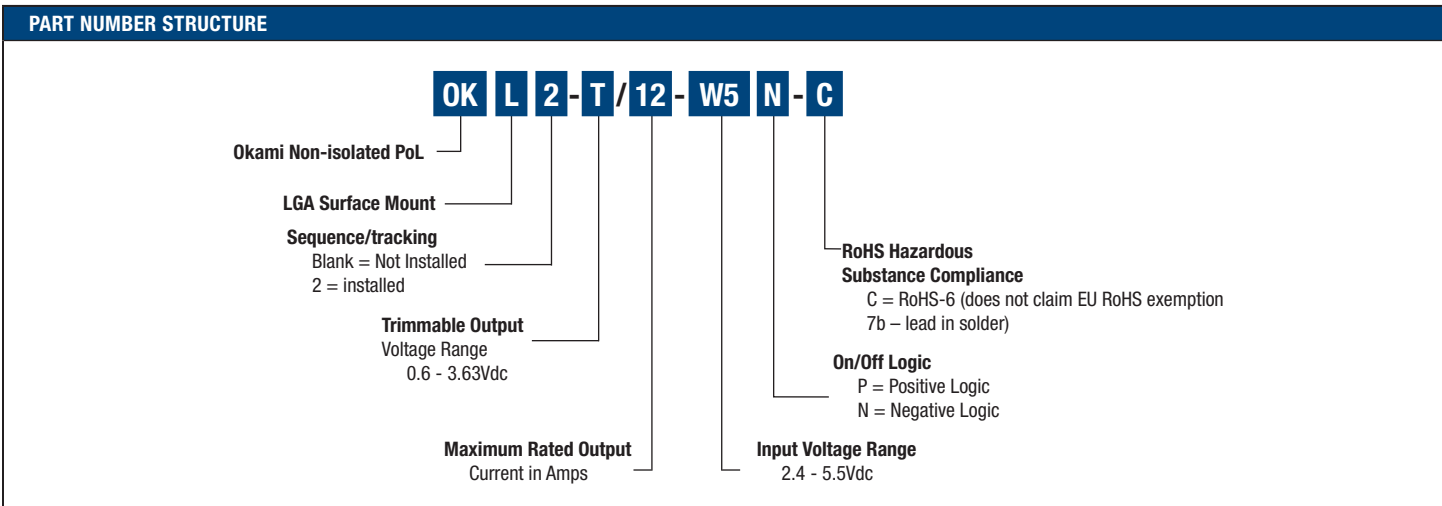 PART NUMBER STRUCTURE
OK L 2 - T / 12 - W5 N - C
Okami Non-isolated PoL
LGA Surface Mount
Sequence/tracking
Blank = Not Installed
2 = installed
Trimmable Output
Voltage Range
0.6 - 3.63Vdc
Maximum Rated Output
Current in Amps
RoHS Hazardous
Substance Compliance
C = RoHS-6 (does not claim EU RoHS exemption
7b – lead in solder)
On/Off Logic
P = Positive Logic
N = Negative Logic
Input Voltage Range
2.4 - 5.5Vdc